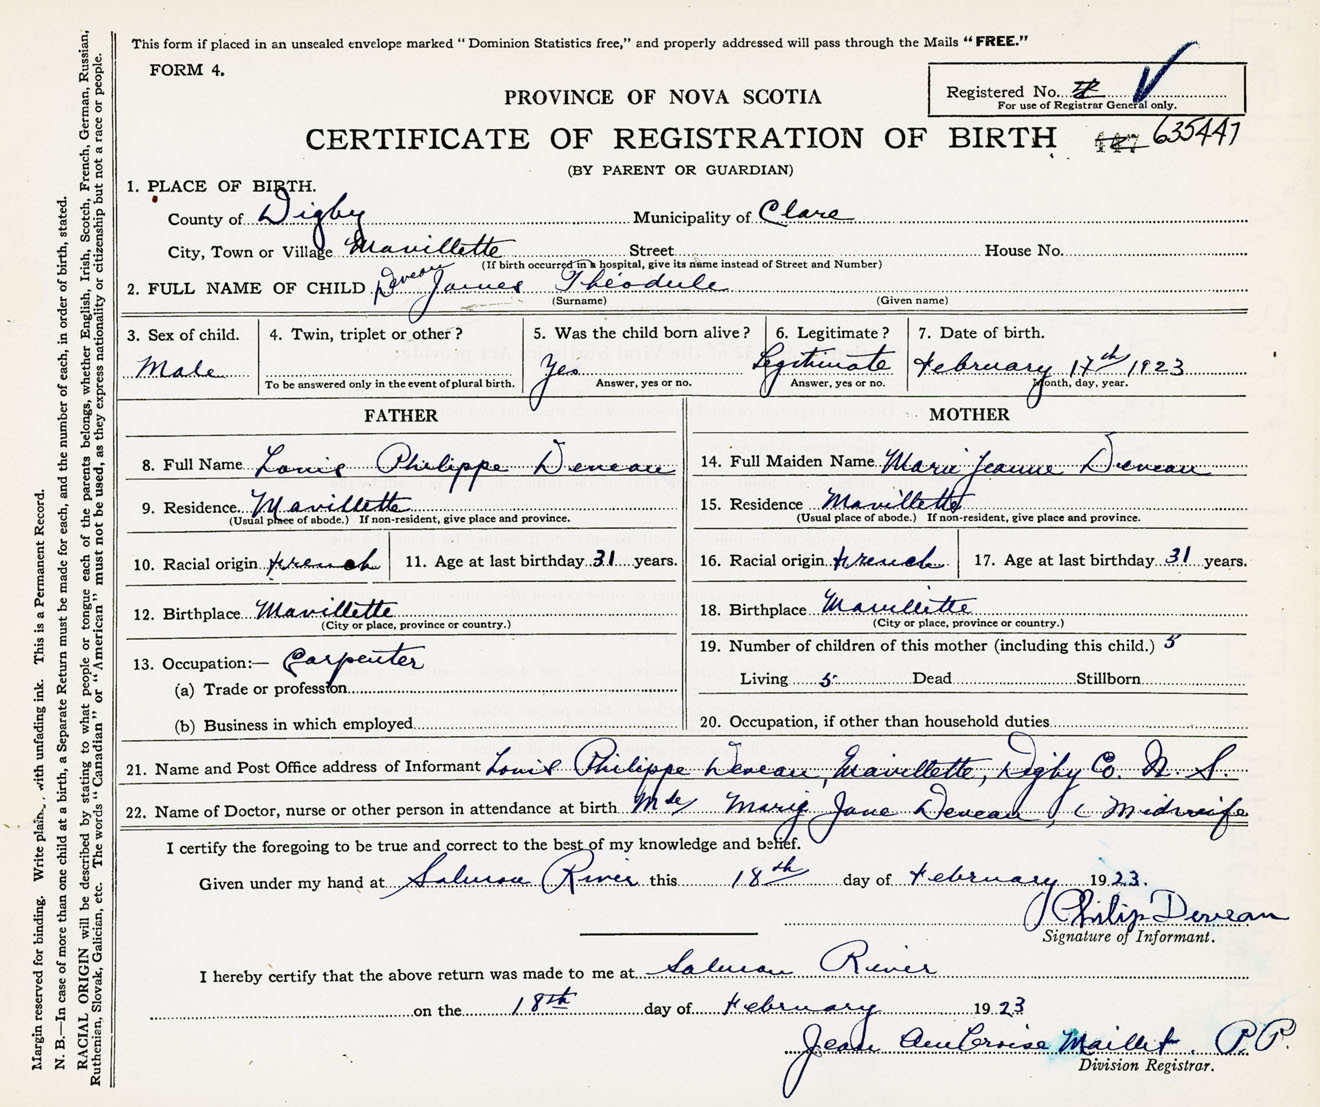 This form if placed in an unsealed envelope marked "Dominion Statistics free," and properly addressed will pass through the Mails "FREE."
FORM 4.
Registered No.
For use of Registrar General only.
PROVINCE OF NOVA SCOTIA
CERTIFICATE OF REGISTRATION OF BIRTH 635447
(BY PARENT OR GUARDIAN)
1. PLACE OF BIRTH.
County of Digby Municipality of Clare
City, Town or Village Mavillette Street House No.
(If birth occurred in a hospital, give its name instead of Street and Number)
2. FULL NAME OF CHILD Deveau James Théodule
(Surname) (Given name)
3. Sex of child. 4. Twin, triplet or other? 5. Was the child born alive? 6. Legitimate? 7. Date of birth.
Male Yes Legitimate February 17th 1923
To be answered only in the event of plural birth. Answer, yes or no. Answer, yes or no. Month, day, year.
FATHER MOTHER
8. Full Name Louis Philippe Deveau 14. Full Maiden Name Marie Jeanne Deveau
9. Residence Mavillette 15. Residence Mavillette
(Usual place of abode.) If non-resident, give place and province. (Usual place of abode.) If non-resident, give place and province.
10. Racial origin French 11. Age at last birthday 31 years. 16. Racial origin French 17. Age at last birthday 31 years.
12. Birthplace Mavillette 18. Birthplace Mavillette
(City or place, province or country.) (City or place, province or country.)
13. Occupation:— Carpenter 19. Number of children of this mother (including this child.) 5
(a) Trade or profession Living 5 Dead Stillborn
(b) Business in which employed 20. Occupation, if other than household duties
21. Name and Post Office address of Informant Louis Philippe Deveau, Mavillette, Digby Co. N. S.
22. Name of Doctor, nurse or other person in attendance at birth Mde Mary Jane Deveau, Midwife
I certify the foregoing to be true and correct to the best of my knowledge and belief.
Given under my hand at Salmon River this 18th day of February 1923.
Philip Deveau
Signature of Informant.
I hereby certify that the above return was made to me at Salmon River
on the 18th day of February 1923
Jean Ambroise Maillet. P.P.
Division Registrar.
Margin reserved for binding. Write plain with unfading ink. This is a Permanent Record.
N. B.—In case of more than one child at a birth, a Separate Return must be made for each, and the number of each, in order of birth, stated.
RACIAL ORIGIN will be described by stating to what people or tongue each of the parents belongs, whether English, Irish, Scotch, French, German, Russian,
Ruthenian, Slovak, Galician, etc. The words "Canadian" or "American" must not be used, as they express nationality or citizenship but not a race or people.